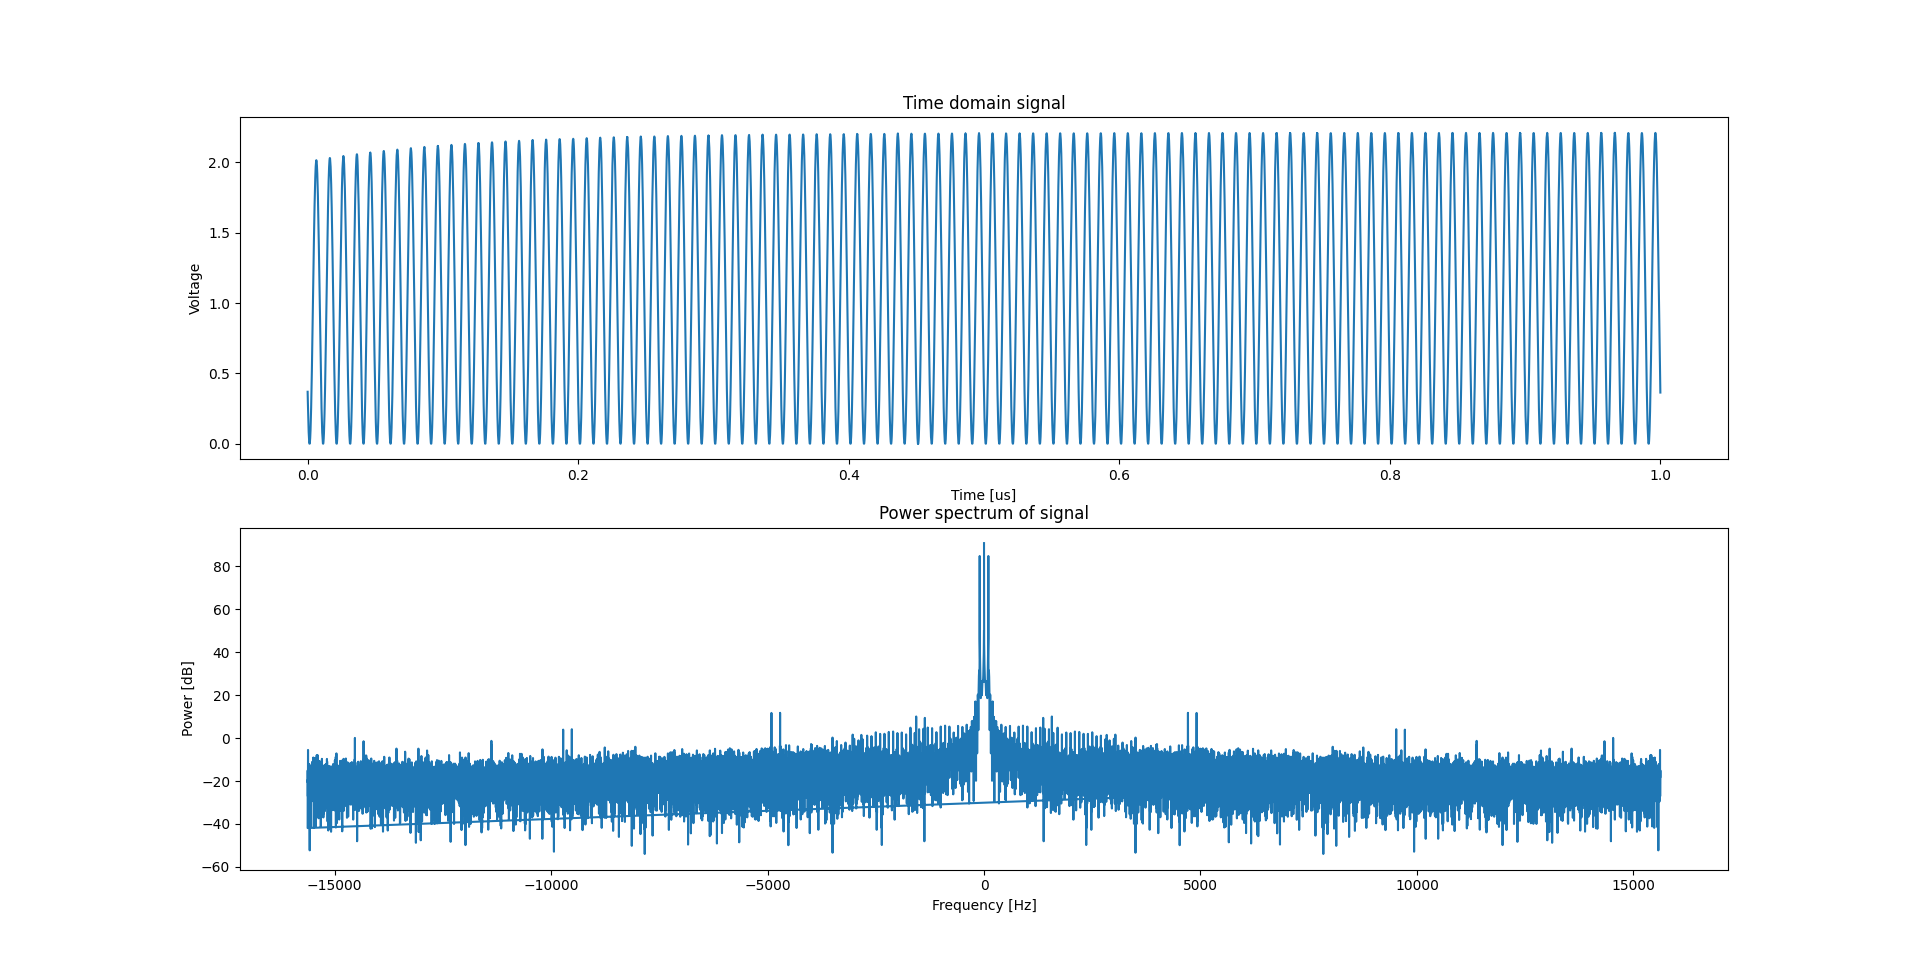 Time domain signal
Voltage
2.0
1.5
1.0
0.5
0.0
0.0 0.2 0.4 0.6 0.8 1.0
Time [us]
Power spectrum of signal
Power [dB]
80
60
40
20
0
−20
−40
−60
−15000 −10000 −5000 0 5000 10000 15000
Frequency [Hz]